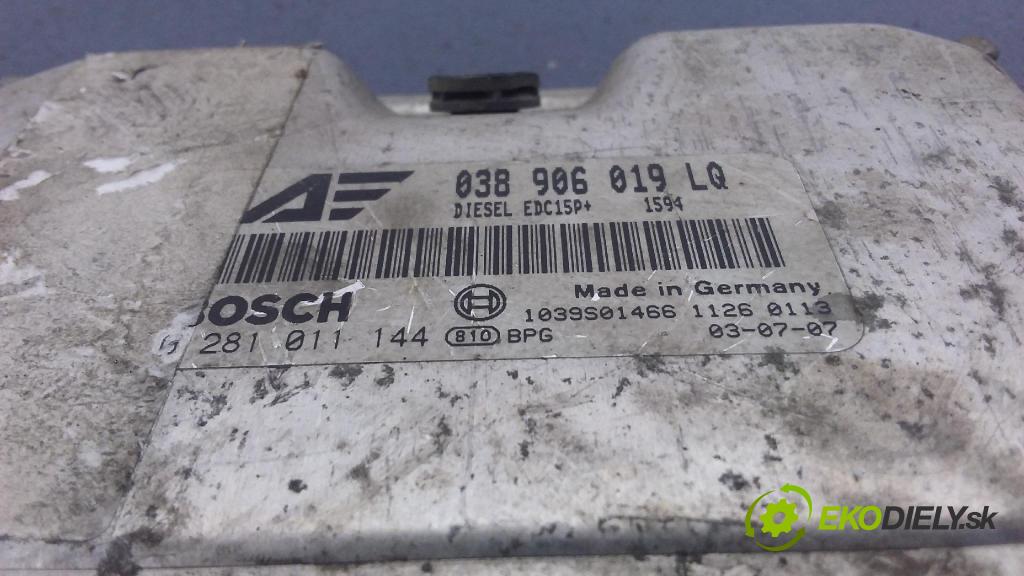 AF 038 906 019 LQ
DIESEL EDC15P+ 1594
BOSCH Made in Germany
1039S01466 1126 0113
281 011 144 810 BPG 03-07-07
EKODIELY.sk